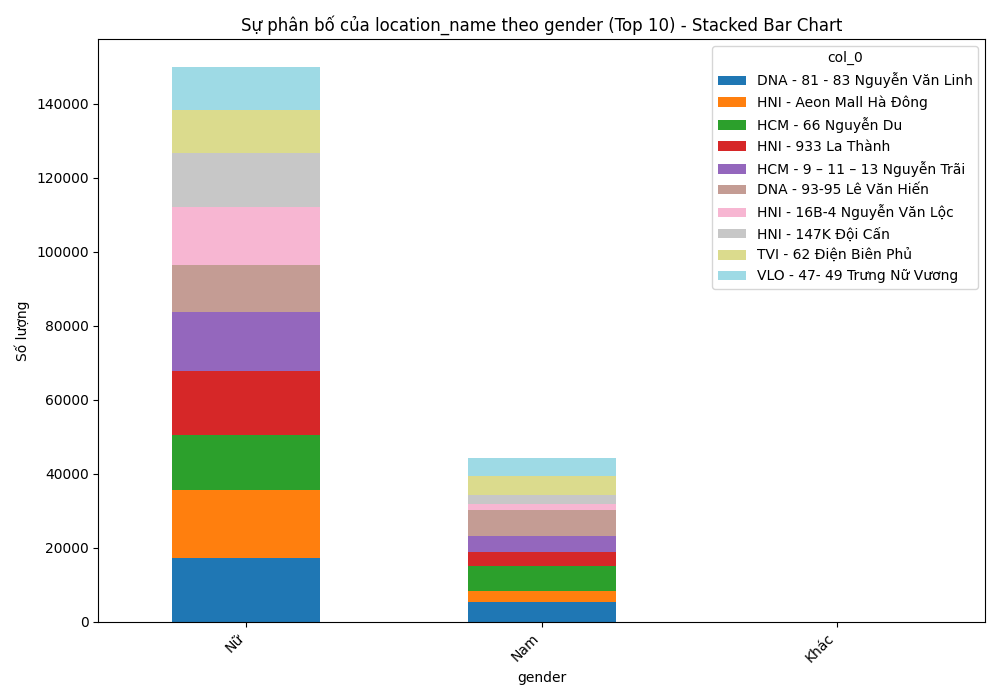 Sự phân bố của location_name theo gender (Top 10) - Stacked Bar Chart
col_0
DNA - 81 - 83 Nguyễn Văn Linh
HNI - Aeon Mall Hà Đông
HCM - 66 Nguyễn Du
HNI - 933 La Thành
HCM - 9 – 11 – 13 Nguyễn Trãi
DNA - 93-95 Lê Văn Hiến
HNI - 16B-4 Nguyễn Văn Lộc
HNI - 147K Đội Cấn
TVI - 62 Điện Biên Phủ
VLO - 47- 49 Trưng Nữ Vương
140000
120000
100000
80000
60000
40000
20000
0
Số lượng
Nữ
Nam
Khác
gender